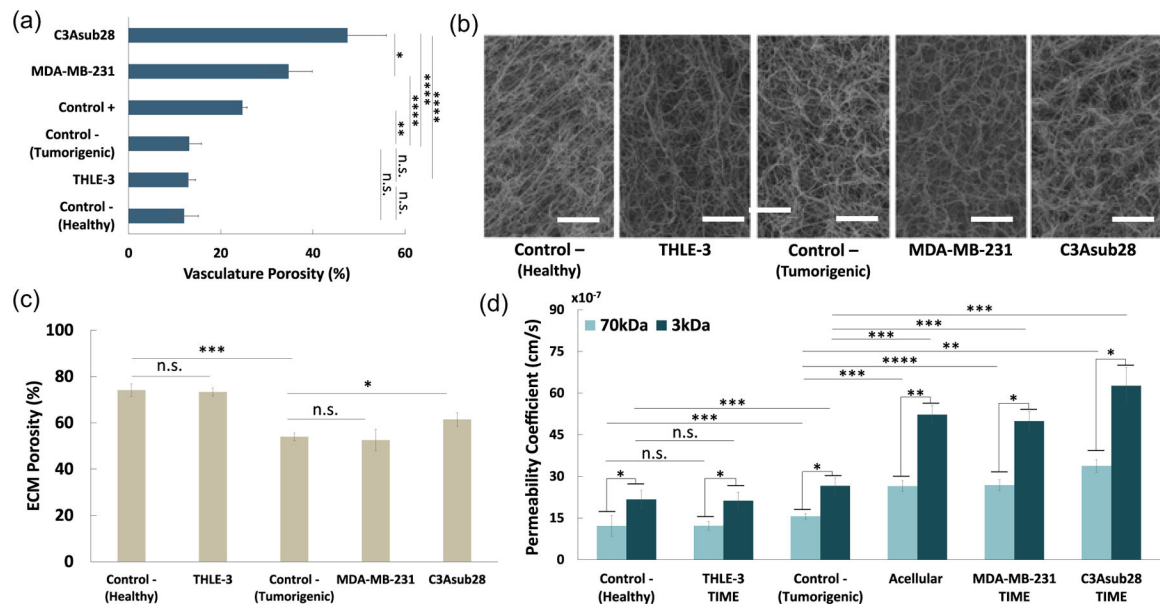 (a)
C3Asub28
MDA-MB-231
Control +
Control -
(Tumorigenic)
THLE-3
Control -
(Healthy)
*
****
****
****
**
n.s.
n.s.
n.s.
0 20 40 60
Vasculature Porosity (%)
(b)
Control –
(Healthy)
THLE-3
Control –
(Tumorigenic)
MDA-MB-231
C3Asub28
(c)
ECM Porosity (%)
100
80
60
40
20
0
***
n.s.
*
n.s.
Control -
(Healthy)
THLE-3
Control -
(Tumorigenic)
MDA-MB-231
C3Asub28
(d)
x10-7
Permeability Coefficient (cm/s)
90
75
60
45
30
15
0
70kDa 3kDa
***
***
***
**
****
***
***
***
n.s.
n.s.
*
*
*
**
*
*
Control -
(Healthy)
THLE-3
TIME
Control -
(Tumorigenic)
Acellular
MDA-MB-231
TIME
C3Asub28
TIME